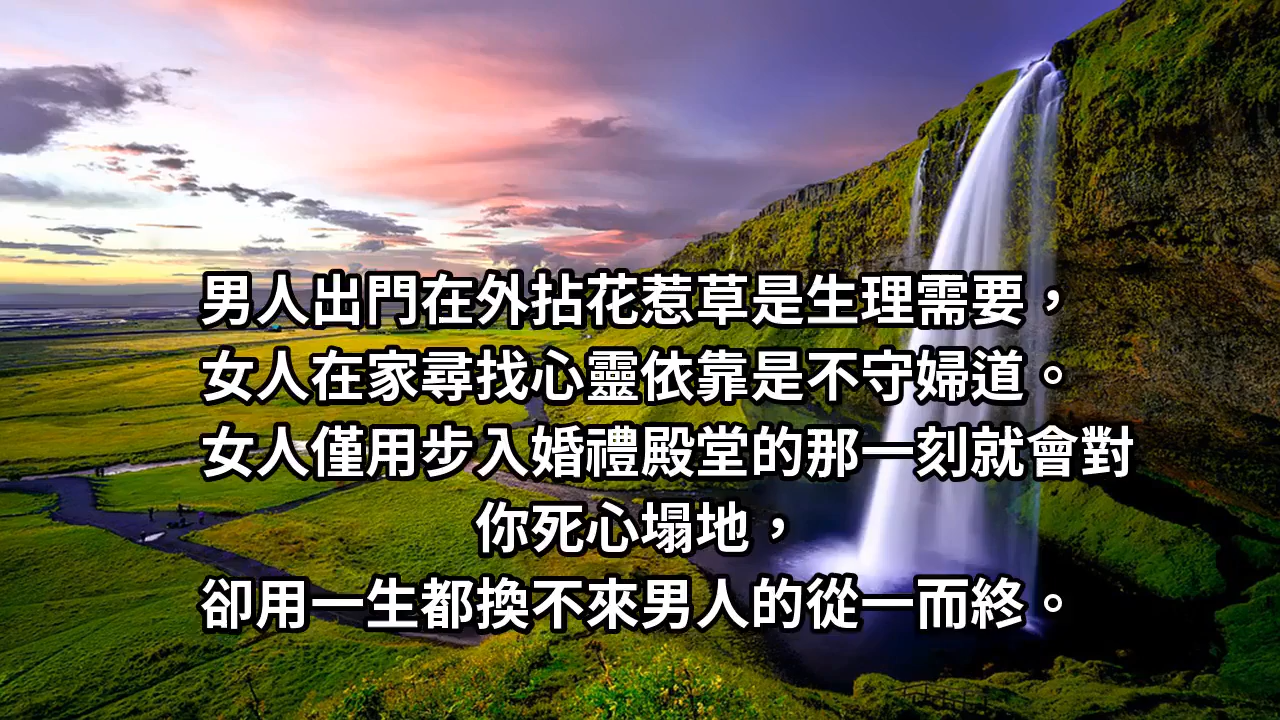 男人出門在外拈花惹草是生理需要，
女人在家尋找心靈依靠是不守婦道。
女人僅用步入婚禮殿堂的那一刻就會對
你死心塌地，
卻用一生都換不來男人的從一而終。